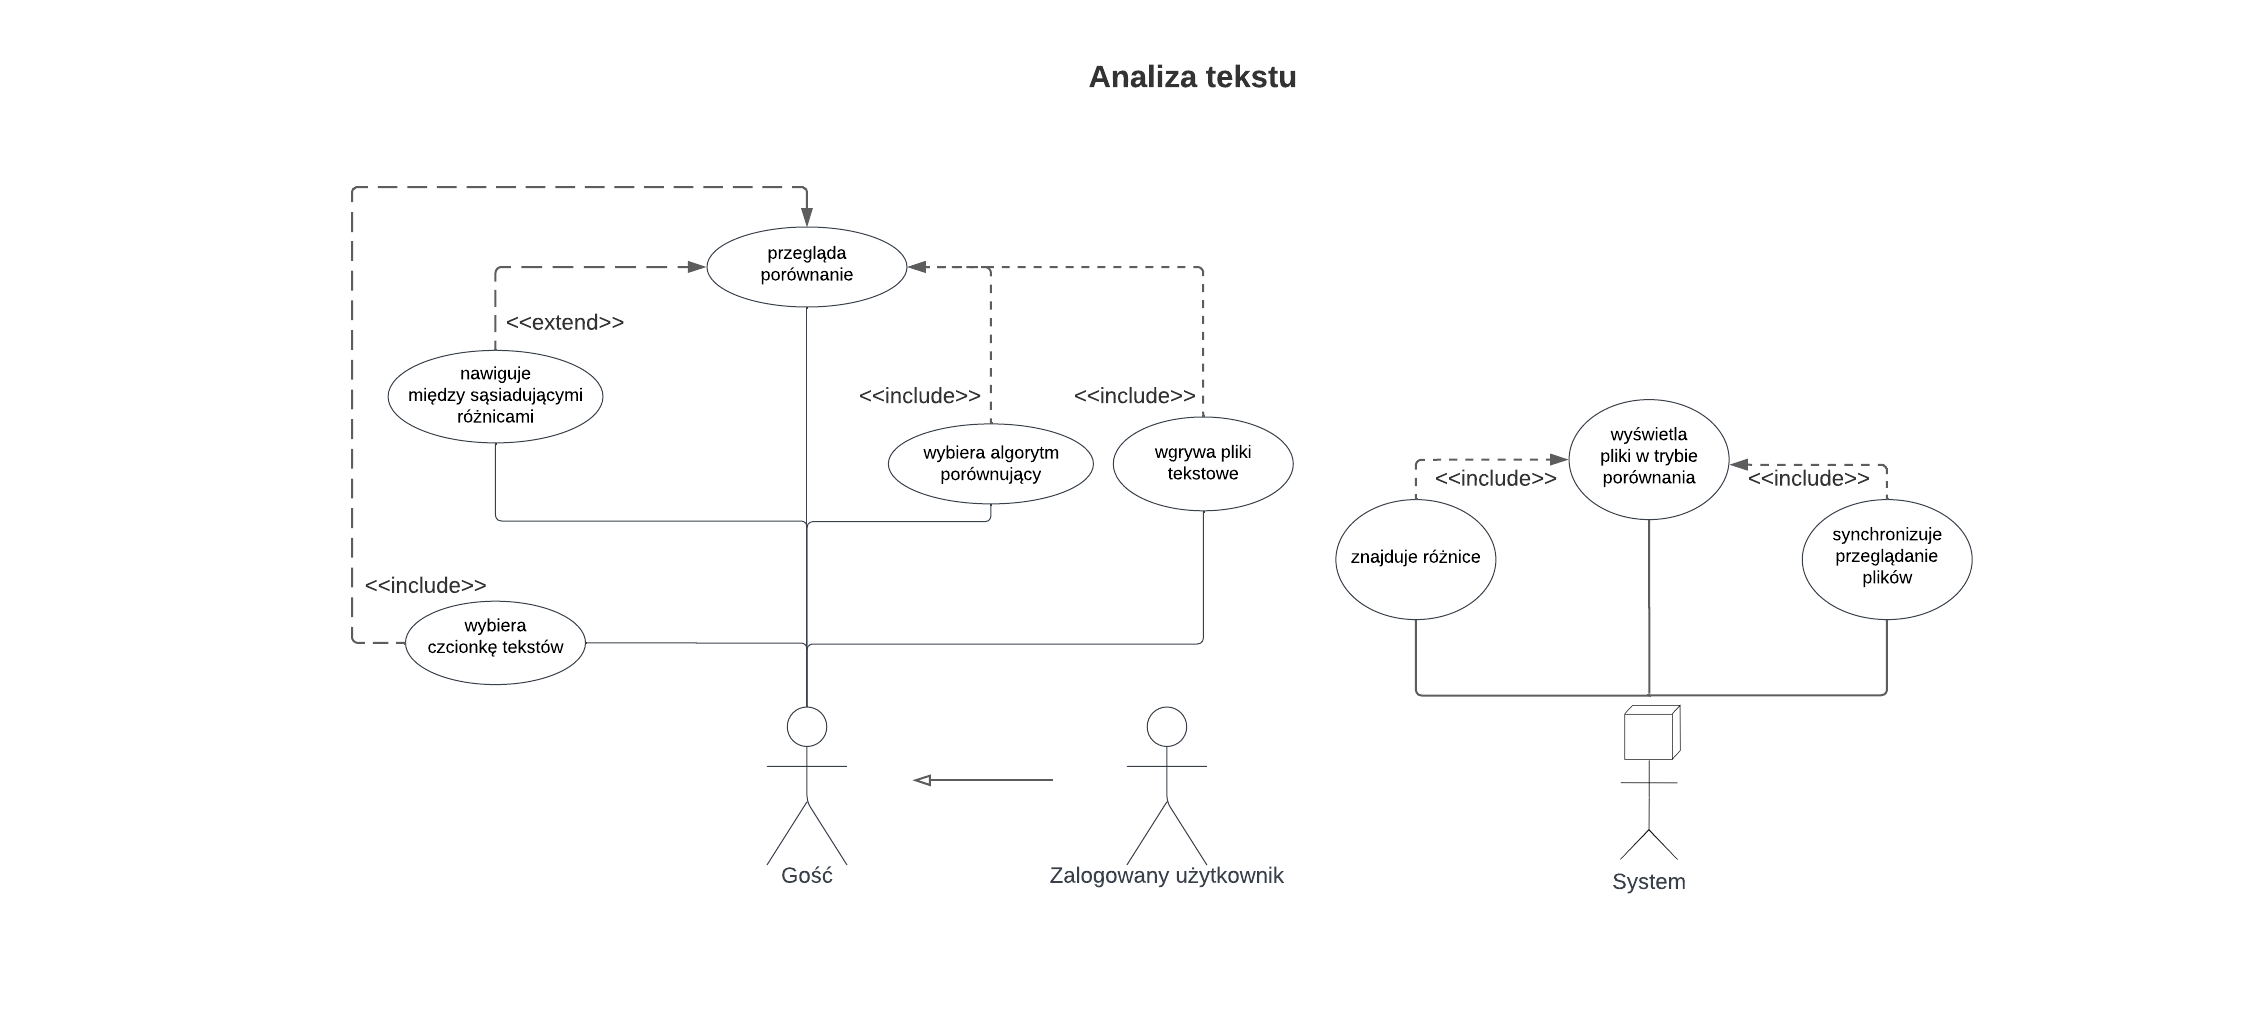 Analiza tekstu
przegląda
porównanie
<<extend>>
nawiguje
między sąsiadującymi
różnicami
<<include>>
<<include>>
wybiera algorytm
porównujący
wgrywa pliki
tekstowe
wyświetla
pliki w trybie
porównania
<<include>>
<<include>>
znajduje różnice
synchronizuje
przeglądanie
plików
<<include>>
wybiera
czcionkę tekstów
Gość
Zalogowany użytkownik
System